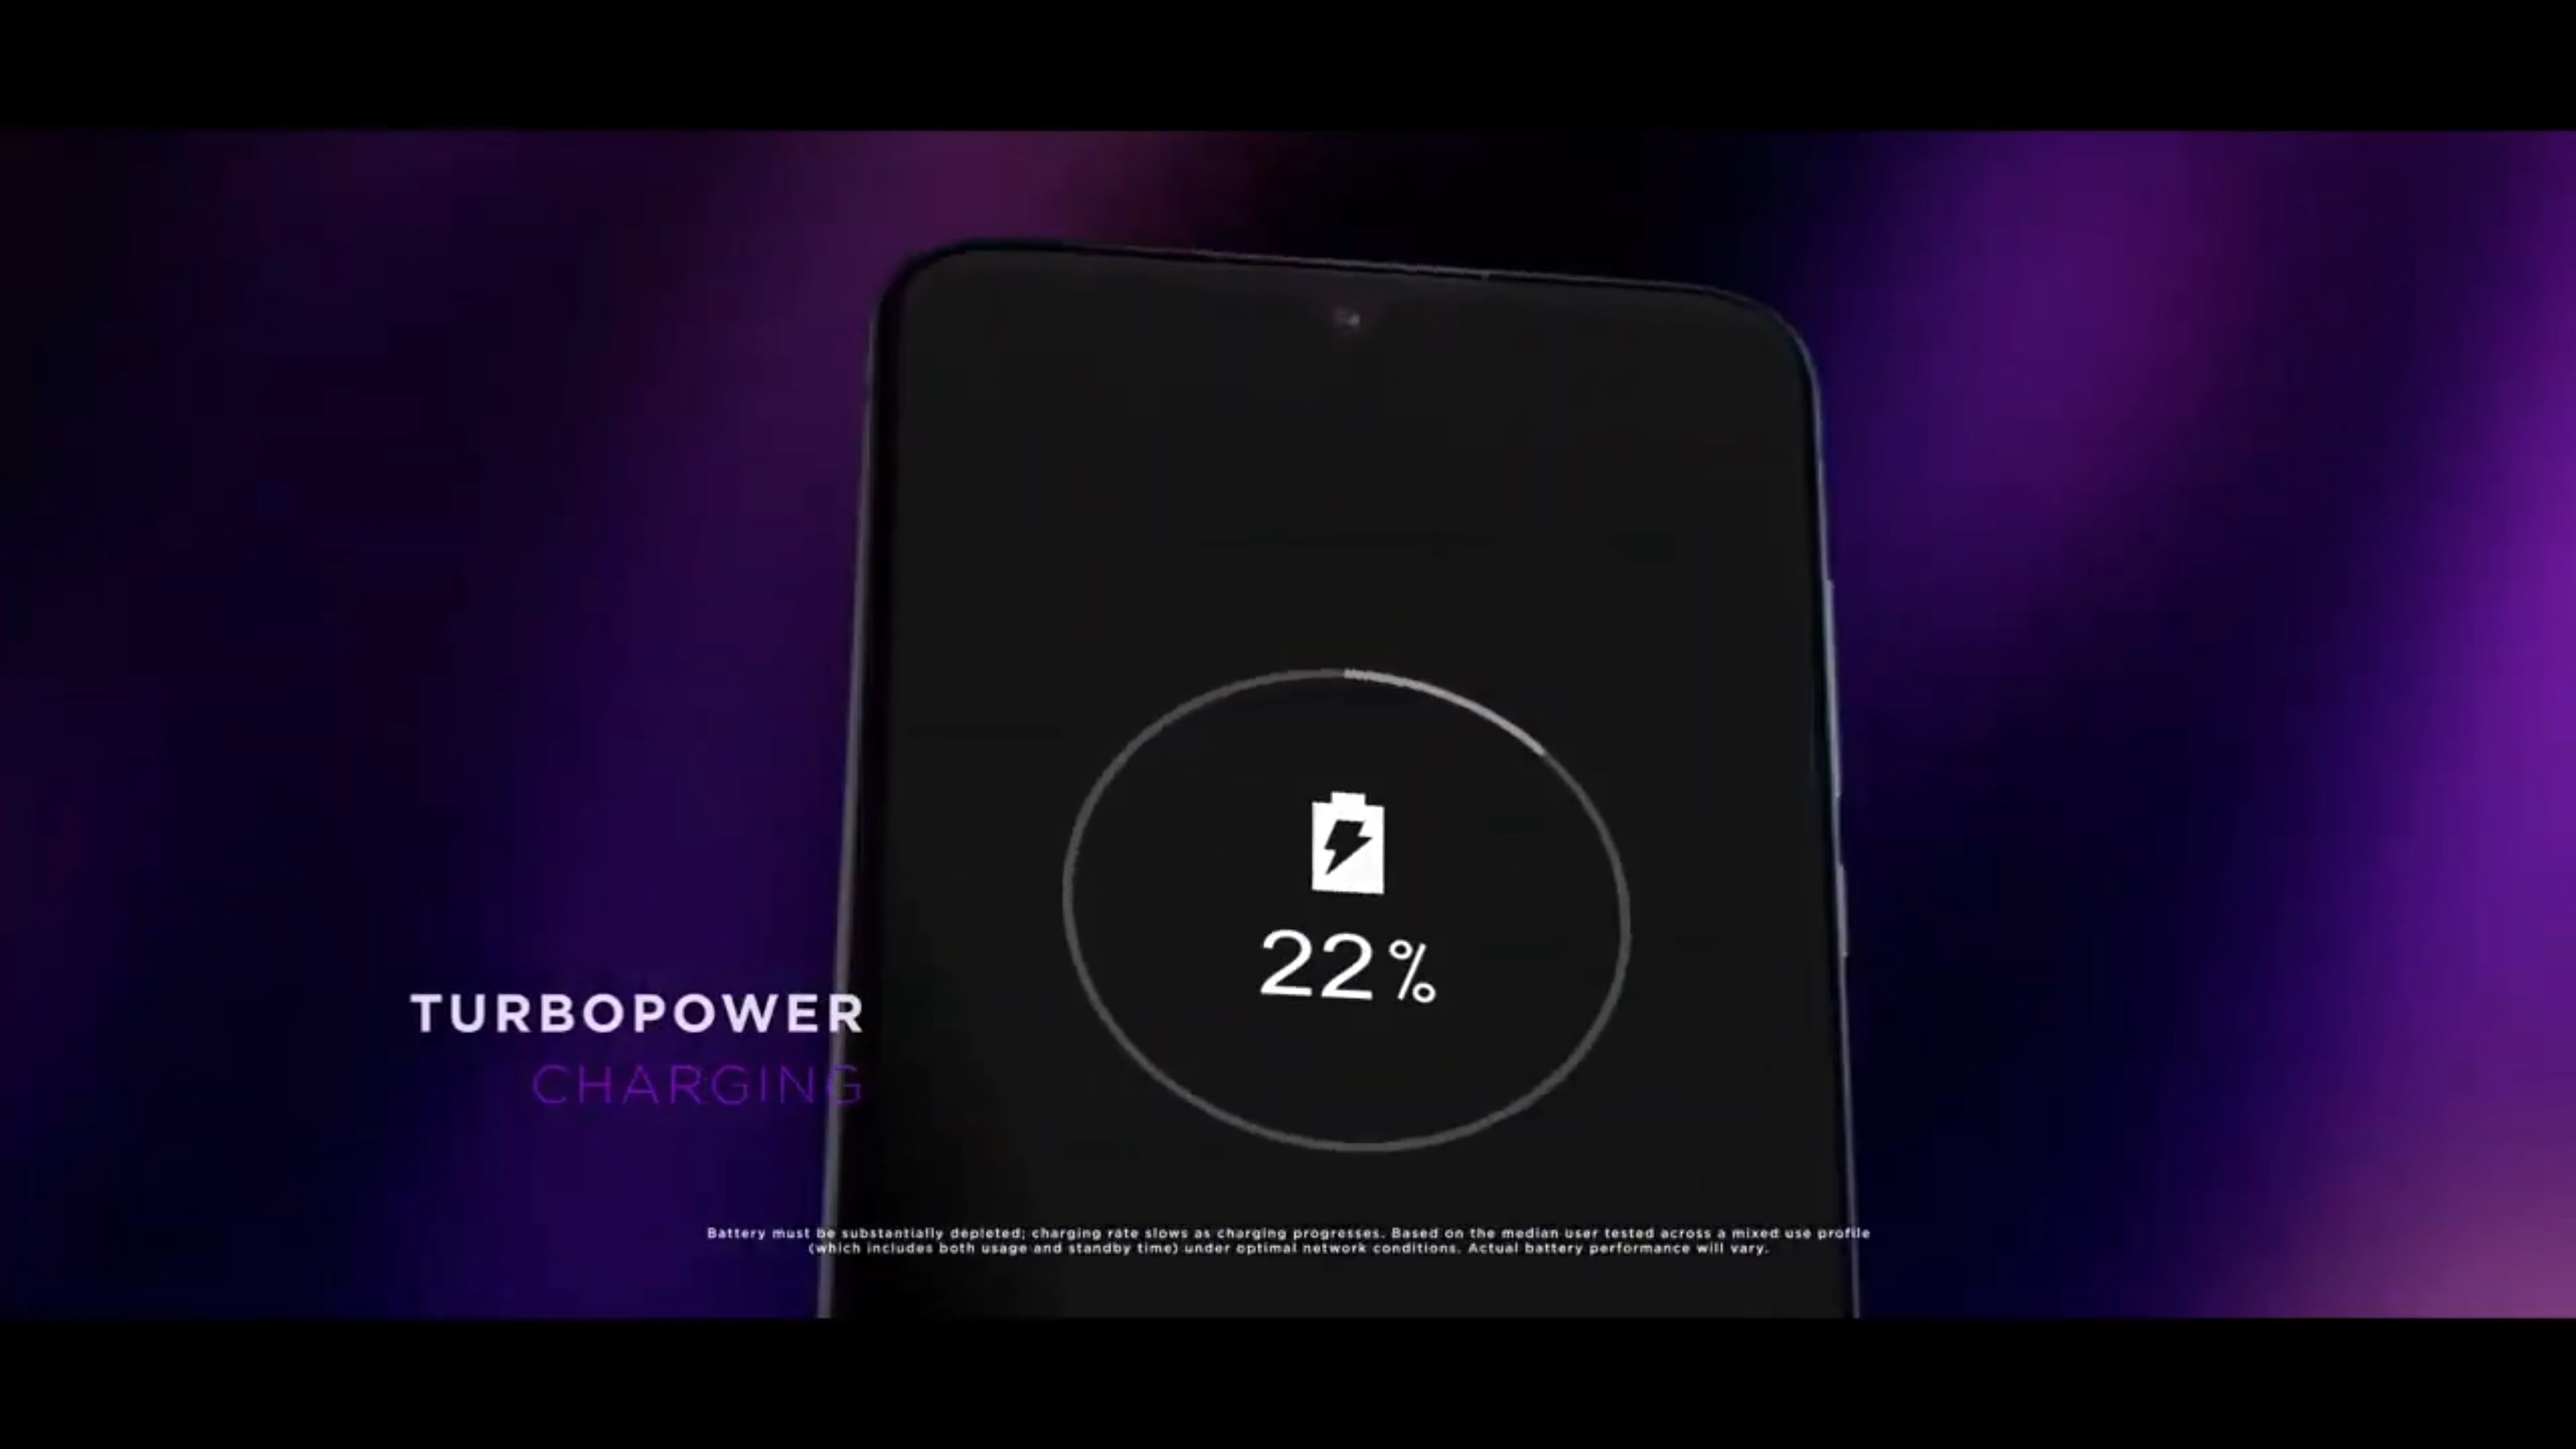 22%
TURBOPOWER
CHARGING
Battery must be substantially depleted; charging rate slows as charging progresses. Based on the median user tested across a mixed use profile
(which includes both usage and standby time) under optimal network conditions. Actual battery performance will vary.